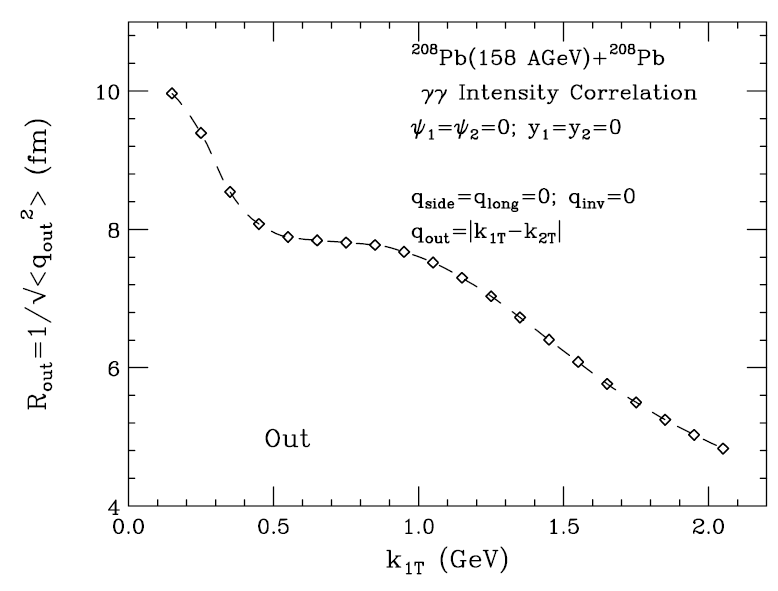 ²⁰⁸Pb(158 AGeV)+²⁰⁸Pb
γγ Intensity Correlation
ψ₁=ψ₂=0; y₁=y₂=0
q_side=q_long=0; q_inv=0
q_out=|k_1T−k_2T|
R_out=1/√<q_out²> (fm)
10
8
6
4
Out
0.0 0.5 1.0 1.5 2.0
k_1T (GeV)